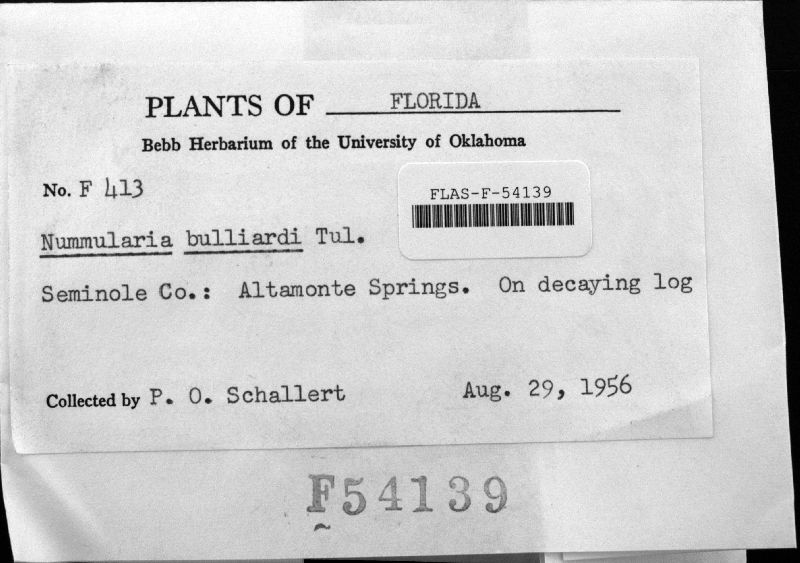 PLANTS OF FLORIDA
Bebb Herbarium of the University of Oklahoma
No. F 413
FLAS-F-54139
Nummularia bulliardi Tul.
Seminole Co.: Altamonte Springs. On decaying log
Collected by P. O. Schallert Aug. 29, 1956
F54139